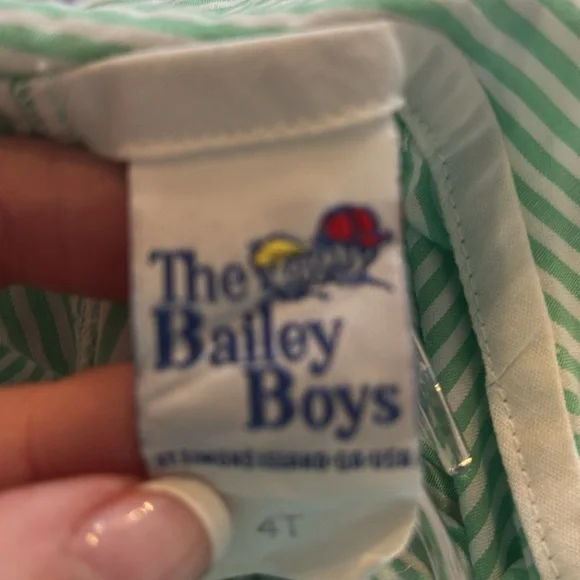 The
Bailey
Boys
ST SIMONS ISLAND · GA · USA
4T